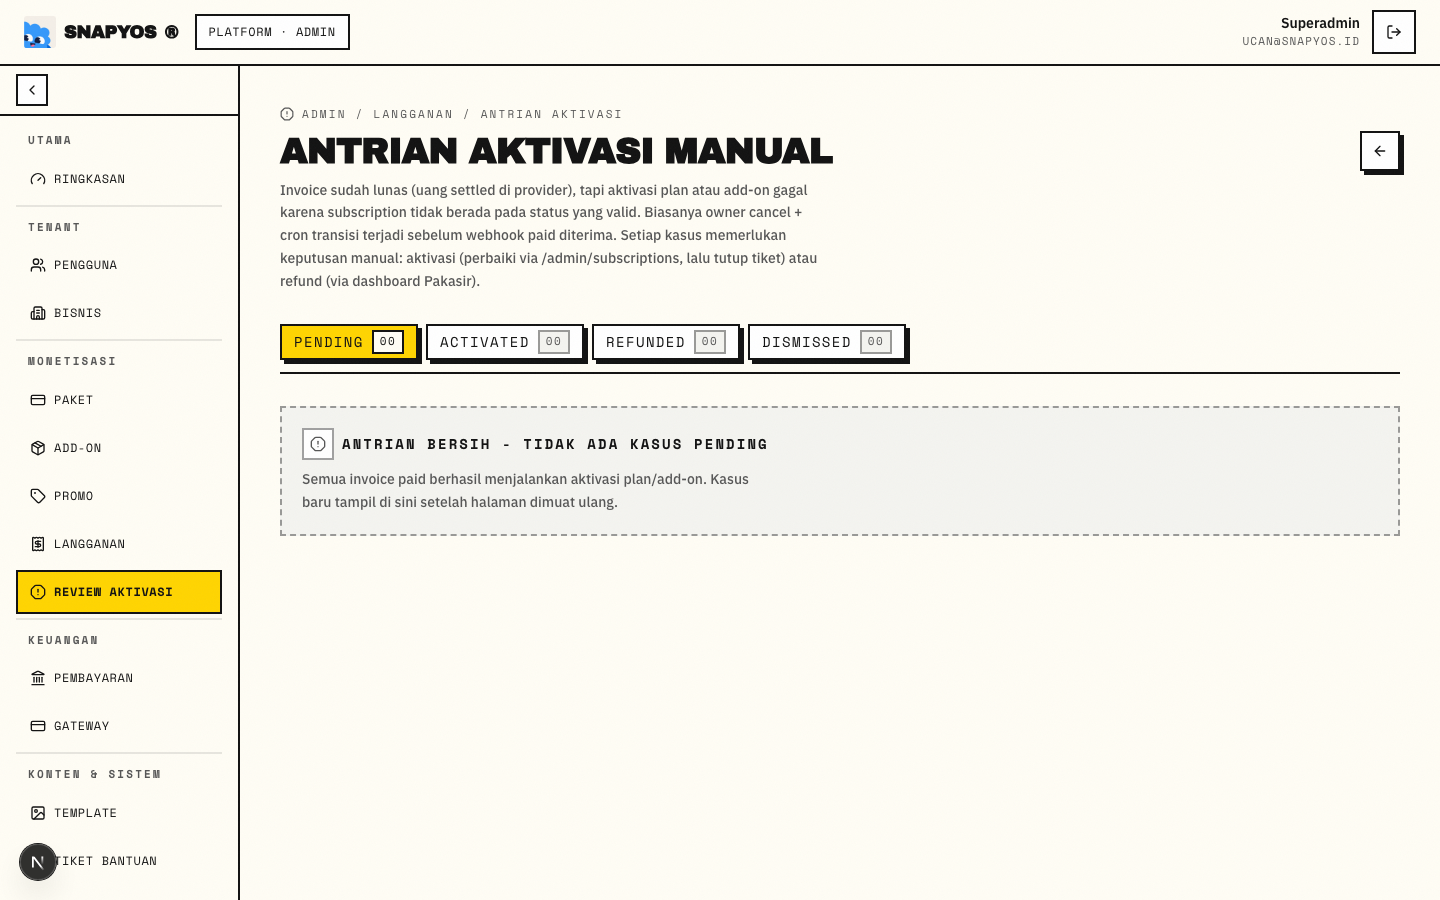 SNAPYOS ®
PLATFORM · ADMIN
Superadmin
UCAN@SNAPYOS.ID
UTAMA
RINGKASAN
TENANT
PENGGUNA
BISNIS
MONETISASI
PAKET
ADD-ON
PROMO
LANGGANAN
REVIEW AKTIVASI
KEUANGAN
PEMBAYARAN
GATEWAY
KONTEN & SISTEM
TEMPLATE
TIKET BANTUAN
N
ADMIN / LANGGANAN / ANTRIAN AKTIVASI
ANTRIAN AKTIVASI MANUAL
Invoice sudah lunas (uang settled di provider), tapi aktivasi plan atau add-on gagal
karena subscription tidak berada pada status yang valid. Biasanya owner cancel +
cron transisi terjadi sebelum webhook paid diterima. Setiap kasus memerlukan
keputusan manual: aktivasi (perbaiki via /admin/subscriptions, lalu tutup tiket) atau
refund (via dashboard Pakasir).
PENDING 00
ACTIVATED 00
REFUNDED 00
DISMISSED 00
ANTRIAN BERSIH - TIDAK ADA KASUS PENDING
Semua invoice paid berhasil menjalankan aktivasi plan/add-on. Kasus
baru tampil di sini setelah halaman dimuat ulang.